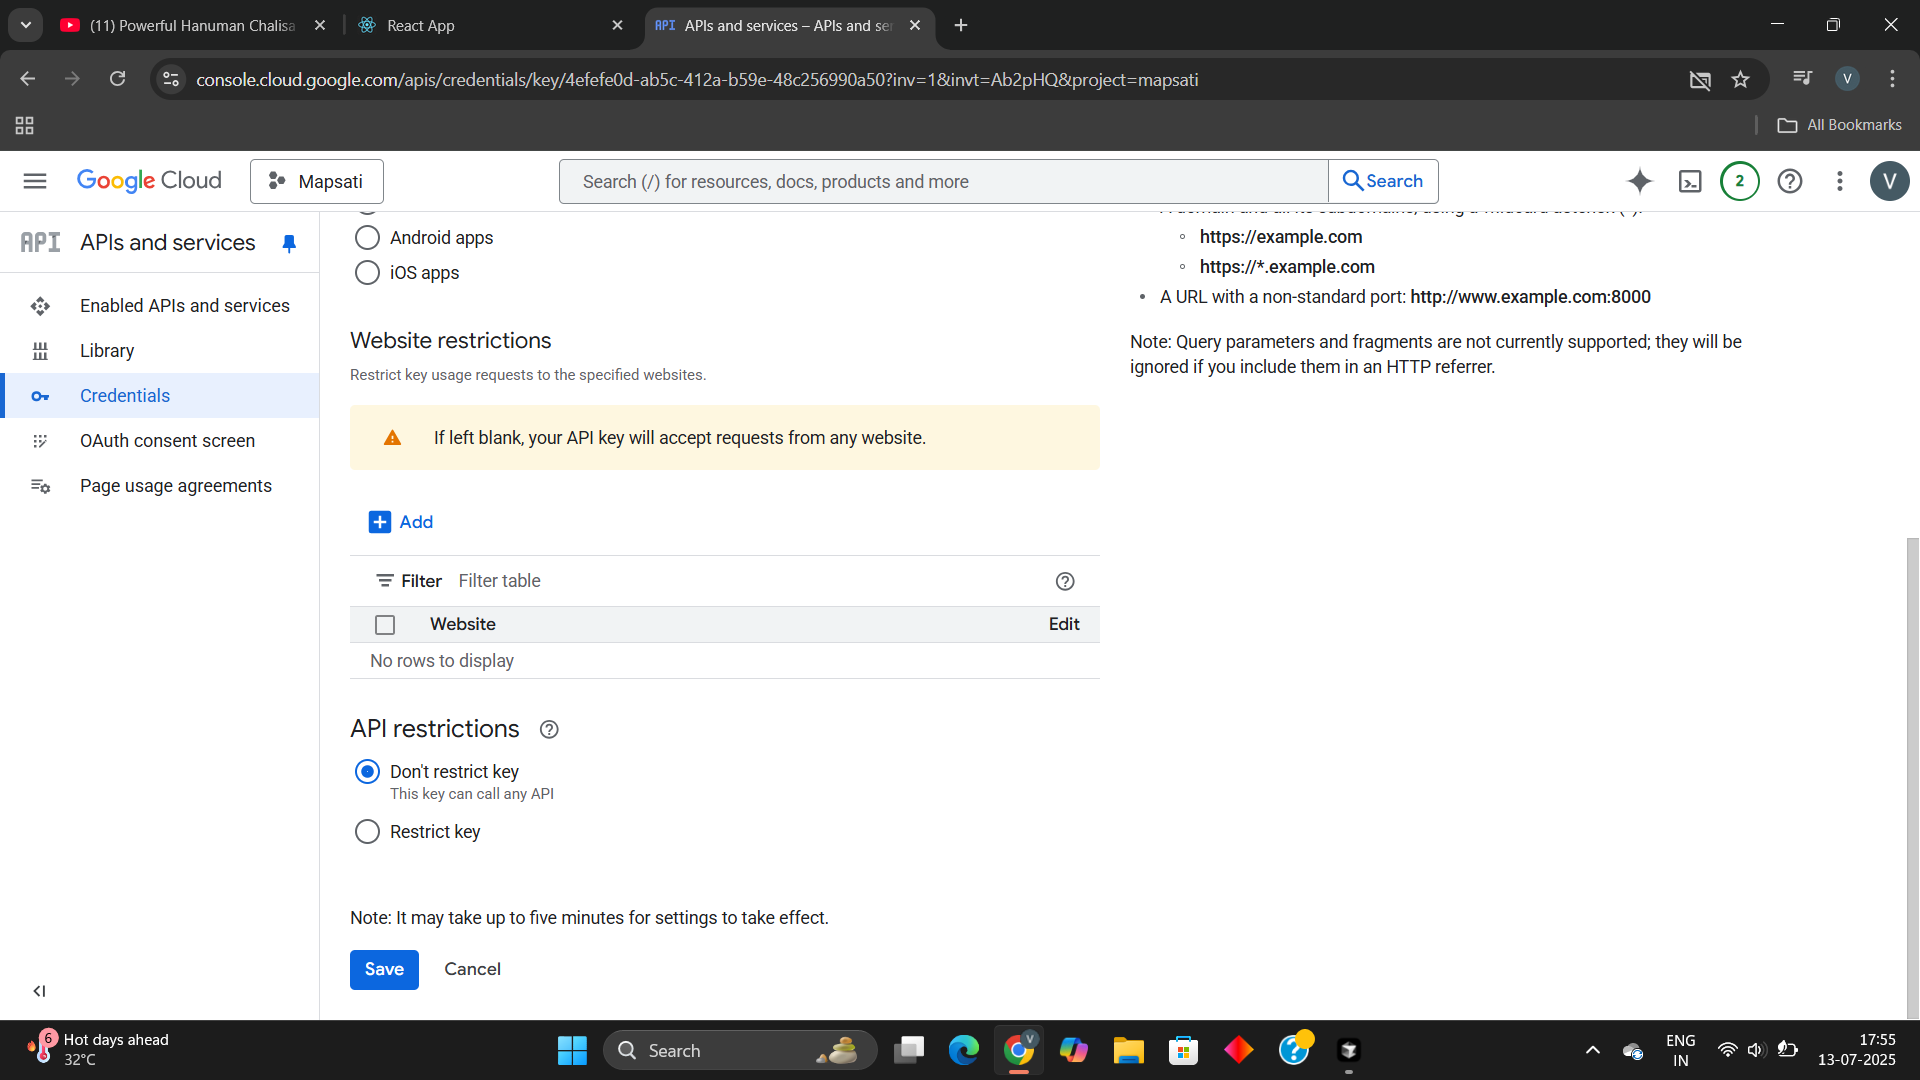 (11) Powerful Hanuman Chalisa
React App
API APIs and services – APIs and ser
console.cloud.google.com/apis/credentials/key/4efefe0d-ab5c-412a-b59e-48c256990a50?inv=1&invt=Ab2pHQ&project=mapsati
V
All Bookmarks
Google Cloud
Mapsati
Search (/) for resources, docs, products and more
Search
2
V
API APIs and services
Enabled APIs and services
Library
Credentials
OAuth consent screen
Page usage agreements
Android apps
iOS apps
Website restrictions
Restrict key usage requests to the specified websites.
If left blank, your API key will accept requests from any website.
Add
Filter Filter table
Website Edit
No rows to display
API restrictions
Don't restrict key
This key can call any API
Restrict key
Note: It may take up to five minutes for settings to take effect.
Save Cancel
https://example.com
https://*.example.com
• A URL with a non-standard port: http://www.example.com:8000
Note: Query parameters and fragments are not currently supported; they will be
ignored if you include them in an HTTP referrer.
6
Hot days ahead
32°C
Search
V
ENG
IN
17:55
13-07-2025